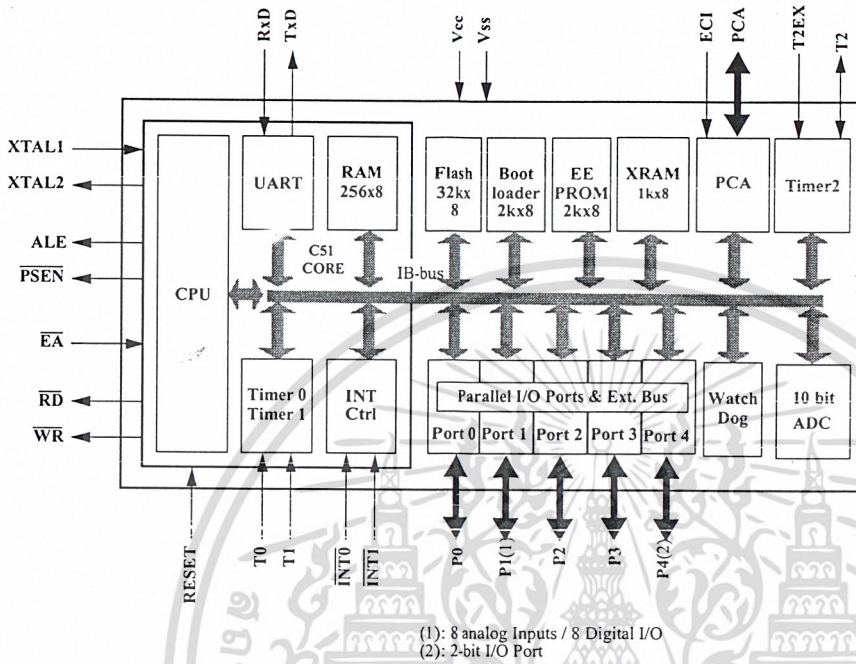 RxD
TxD
Vcc
Vss
ECI
PCA
T2EX
T2
XTAL1
XTAL2
ALE
PSEN
EA
RD
WR
CPU
UART
RAM
256x8
C51
CORE
IB-bus
Flash
32kx
8
Boot
loader
2kx8
EE
PROM
2kx8
XRAM
1kx8
PCA
Timer2
Timer 0
Timer 1
INT
Ctrl
Parallel I/O Ports & Ext. Bus
Port 0
Port 1
Port 2
Port 3
Port 4
Watch
Dog
10 bit
ADC
RESET
T0
T1
INT0
INT1
P0
P1(1)
P2
P3
P4(2)
(1): 8 analog Inputs / 8 Digital I/O
(2): 2-bit I/O Port